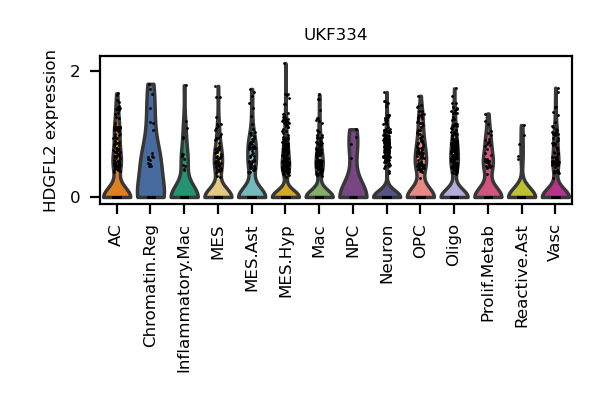 UKF334
HDGFL2 expression
2
0
AC
Chromatin.Reg
Inflammatory.Mac
MES
MES.Ast
MES.Hyp
Mac
NPC
Neuron
OPC
Oligo
Prolif.Metab
Reactive.Ast
Vasc